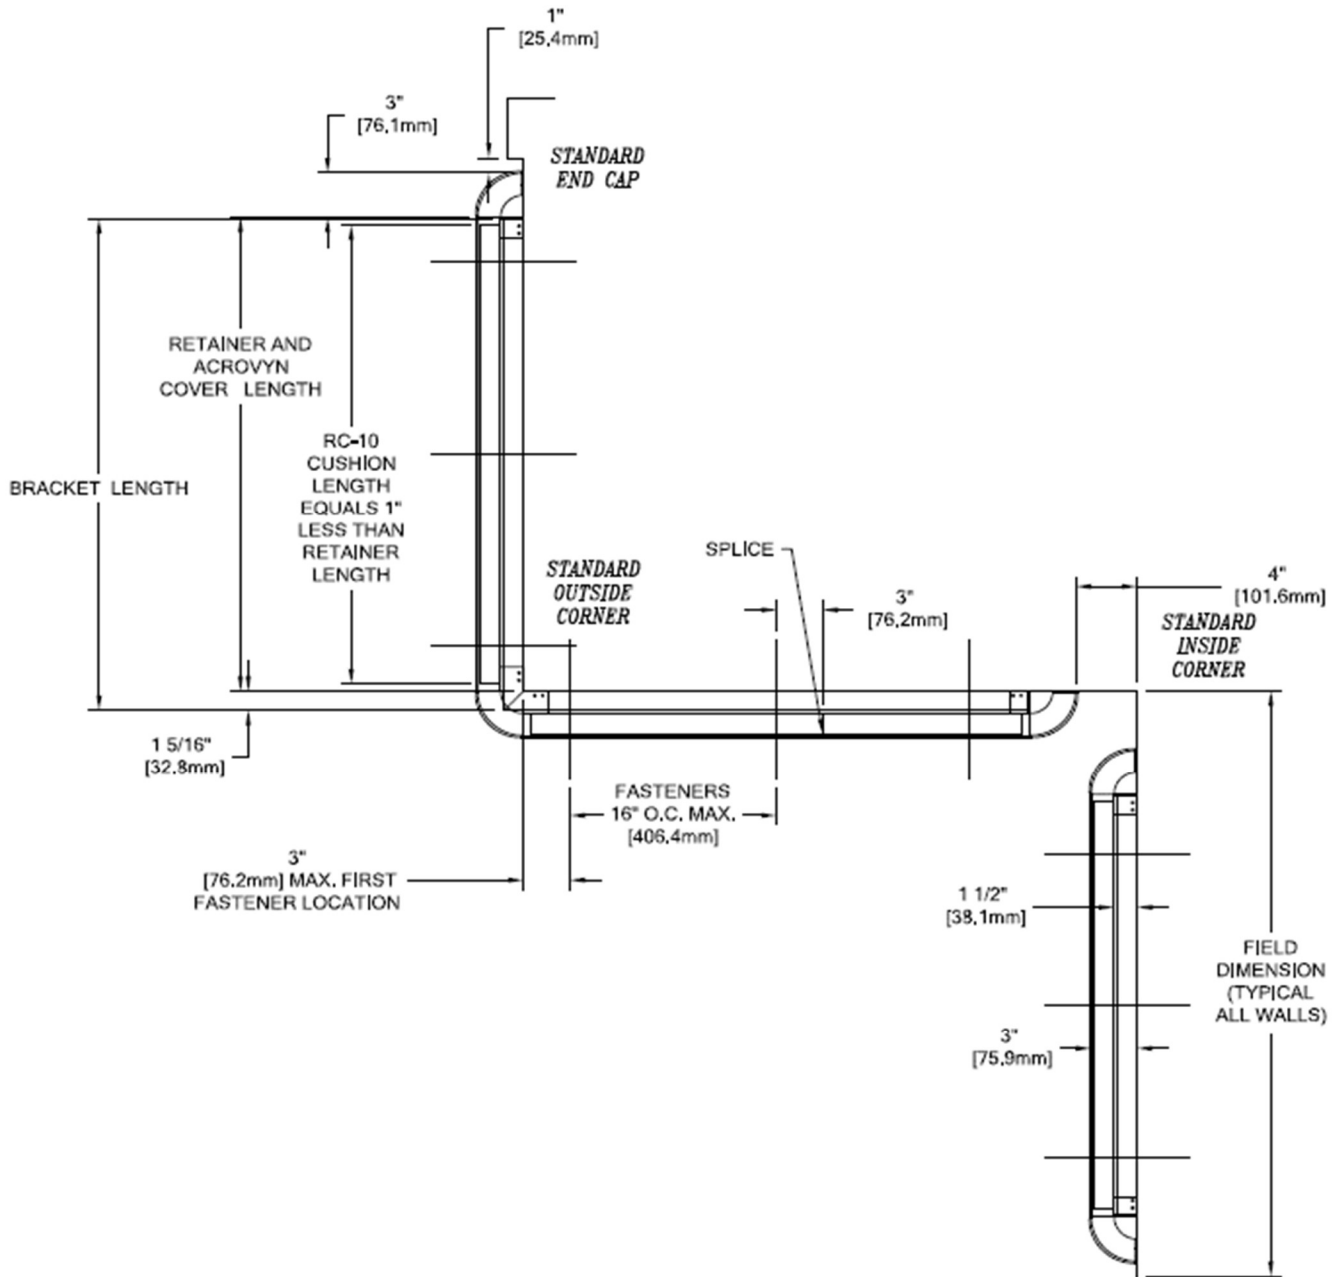 1"
[25.4mm]
3"
[76.1mm]
STANDARD
END CAP
RETAINER AND
ACROVYN
COVER LENGTH
RC-10
CUSHION
LENGTH
EQUALS 1"
LESS THAN
RETAINER
LENGTH
BRACKET LENGTH
SPLICE
STANDARD
OUTSIDE
CORNER
3"
[76.2mm]
4"
[101.6mm]
STANDARD
INSIDE
CORNER
1 5/16"
[32.8mm]
FASTENERS
16" O.C. MAX.
[406.4mm]
3"
[76.2mm] MAX. FIRST
FASTENER LOCATION
1 1/2"
[38.1mm]
FIELD
DIMENSION
(TYPICAL
ALL WALLS)
3"
[75.9mm]